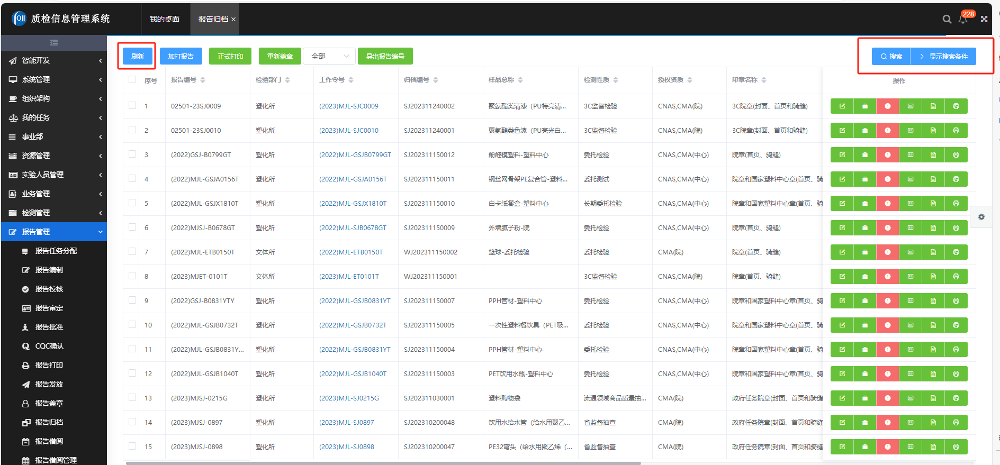 质检信息管理系统
我的桌面
报告归档 ×
228
智能开发
系统管理
组织架构
我的任务
事业部
资源管理
实验人员管理
业务管理
检测管理
报告管理
报告任务分配
报告编制
报告校核
报告审定
报告批准
CQC确认
报告打印
报告发放
报告盖章
报告归档
报告借阅
报告借阅管理
刷新 加打报告 正式打印 重新盖章 全部 导出报告编号 搜索 显示搜索条件
序号 报告编号 检验部门 工作令号 归档编号 样品总称 检测性质 授权资质 印章名称 操作
1 02501-23SJ0009 塑化所 (2023)MJL-SJC0009 SJ202311240002 聚氨酯类清漆（PU特亮清... 3C监督检验 CNAS,CMA(院) 3C院章(封面、首页和骑缝)
2 02501-23SJ0010 塑化所 (2023)MJL-SJC0010 SJ202311240001 聚氨酯类色漆（PU亮光白... 3C监督检验 CNAS,CMA(院) 3C院章(封面、首页和骑缝)
3 (2022)GSJ-B0799GT 塑化所 (2022)MJL-GSJB0799GT SJ202311150012 酚醛模塑料-塑料中心 委托检验 CNAS,CMA(中心) 院章(首页、骑缝)
4 (2022)MJL-GSJA0156T 塑化所 (2022)MJL-GSJA0156T SJ202311150011 钢丝网骨架PE复合管-塑料... 委托测试 CNAS,CMA(中心) 院章和国家塑料中心章(首页、骑
5 (2022)MJL-GSJX1810T 塑化所 (2022)MJL-GSJX1810T SJ202311150010 白卡纸餐盒-塑料中心 长期委托检验 CNAS,CMA(中心) 院章和国家塑料中心章(首页、骑
6 (2022)MJSJ-B0678GT 塑化所 (2022)MJL-SJB0678GT SJ202311150009 外墙腻子粉-院 委托检验 CNAS,CMA(中心) 院章(首页、骑缝)
7 (2022)MJL-ETB0150T 文体所 (2022)MJL-ETB0150T WJ202311150002 篮球-委托检验 委托检验 CMA(院) 院章(首页、骑缝)
8 (2023)MJET-0101T 文体所 (2023)MJL-ET0101T WJ202311150001 3C监督检验 CNAS,CMA(院) 院章(首页、骑缝)
9 (2022)GSJ-B0831YTY 塑化所 (2022)MJL-GSJB0831YT SJ202311150007 PPH管材-塑料中心 委托检验 CNAS,CMA(中心) 院章和国家塑料中心章(首页、骑
10 (2022)MJL-GSJB0732T 塑化所 (2022)MJL-GSJB0732T SJ202311150005 一次性塑料餐饮具（PET吸... 委托检验 CNAS,CMA(中心) 院章和国家塑料中心章(首页、骑
11 (2022)MJL-GSJB0831Y... 塑化所 (2022)MJL-GSJB0831YT SJ202311150004 PPH管材-塑料中心 委托检验 CNAS,CMA(中心) 院章和国家塑料中心章(首页、骑
12 (2022)MJL-GSJB1040T 塑化所 (2022)MJL-GSJB1040T SJ202311150003 PET饮用水瓶-塑料中心 委托检验 CNAS,CMA(中心) 院章和国家塑料中心章(首页、骑
13 (2023)MJSJ-0215G 塑化所 (2023)MJL-SJ0215G SJ202311030001 塑料购物袋 流通领域商品质量抽... CMA(院) 政府任务院章(封面、首页和骑缝
14 (2023)MJSJ-0897 塑化所 (2023)MJL-SJ0897 SJ202310200048 饮用水给水管（给水用聚乙... 省监督抽查 CMA(院) 政府任务院章(封面、首页和骑缝
15 (2023)MJSJ-0898 塑化所 (2023)MJL-SJ0898 SJ202310200047 PE32弯头（给水用聚乙烯（... 省监督抽查 CMA(院) 政府任务院章(封面、首页和骑缝